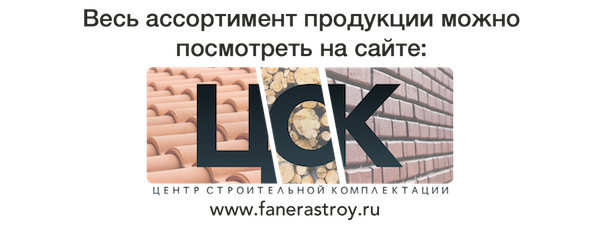 Весь ассортимент продукции можно
посмотреть на сайте:
ЦСК
ЦЕНТР СТРОИТЕЛЬНОЙ КОМПЛЕКТАЦИИ
www.fanerastroy.ru